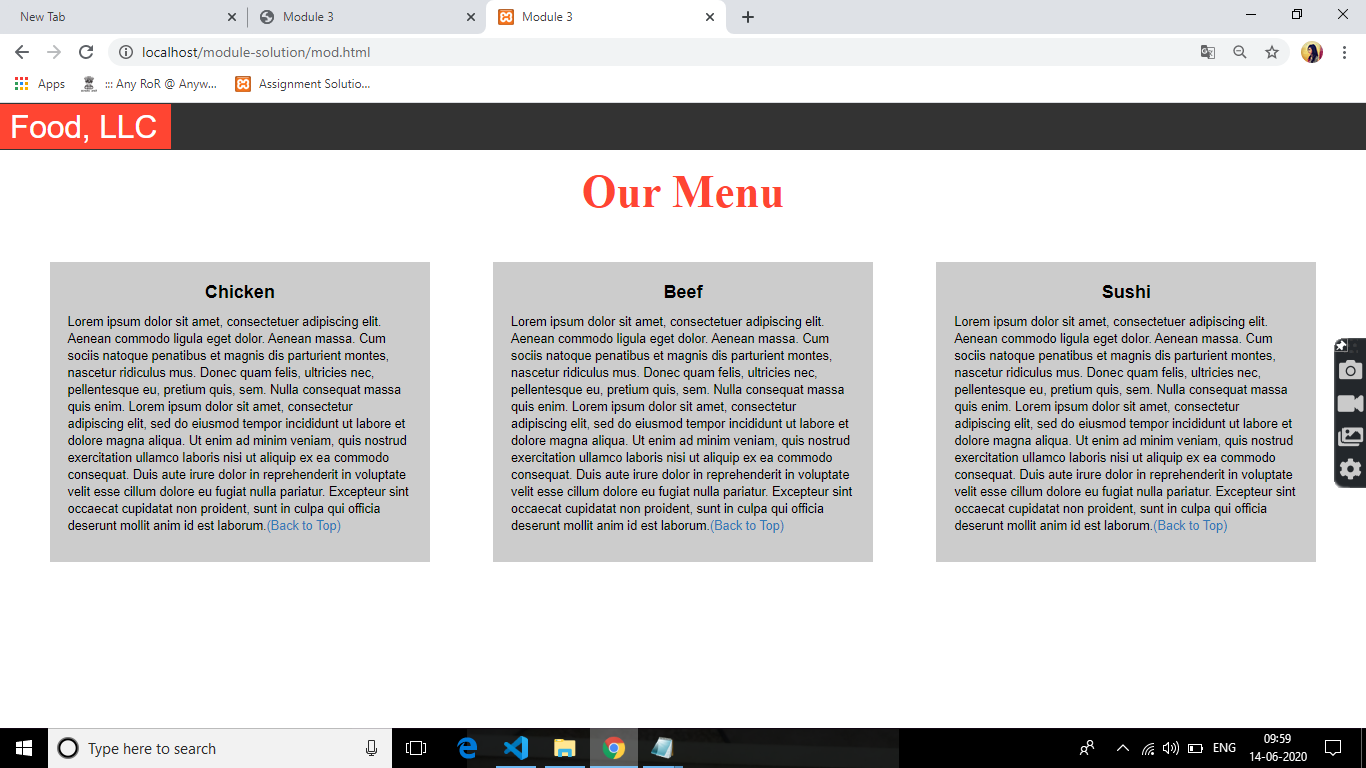 New Tab
Module 3
Module 3
localhost/module-solution/mod.html
Apps
::: Any RoR @ Anyw...
Assignment Solutio...
Food, LLC
Our Menu
Chicken
Lorem ipsum dolor sit amet, consectetuer adipiscing elit.
Aenean commodo ligula eget dolor. Aenean massa. Cum
sociis natoque penatibus et magnis dis parturient montes,
nascetur ridiculus mus. Donec quam felis, ultricies nec,
pellentesque eu, pretium quis, sem. Nulla consequat massa
quis enim. Lorem ipsum dolor sit amet, consectetur
adipiscing elit, sed do eiusmod tempor incididunt ut labore et
dolore magna aliqua. Ut enim ad minim veniam, quis nostrud
exercitation ullamco laboris nisi ut aliquip ex ea commodo
consequat. Duis aute irure dolor in reprehenderit in voluptate
velit esse cillum dolore eu fugiat nulla pariatur. Excepteur sint
occaecat cupidatat non proident, sunt in culpa qui officia
deserunt mollit anim id est laborum.(Back to Top)
Beef
Lorem ipsum dolor sit amet, consectetuer adipiscing elit.
Aenean commodo ligula eget dolor. Aenean massa. Cum
sociis natoque penatibus et magnis dis parturient montes,
nascetur ridiculus mus. Donec quam felis, ultricies nec,
pellentesque eu, pretium quis, sem. Nulla consequat massa
quis enim. Lorem ipsum dolor sit amet, consectetur
adipiscing elit, sed do eiusmod tempor incididunt ut labore et
dolore magna aliqua. Ut enim ad minim veniam, quis nostrud
exercitation ullamco laboris nisi ut aliquip ex ea commodo
consequat. Duis aute irure dolor in reprehenderit in voluptate
velit esse cillum dolore eu fugiat nulla pariatur. Excepteur sint
occaecat cupidatat non proident, sunt in culpa qui officia
deserunt mollit anim id est laborum.(Back to Top)
Sushi
Lorem ipsum dolor sit amet, consectetuer adipiscing elit.
Aenean commodo ligula eget dolor. Aenean massa. Cum
sociis natoque penatibus et magnis dis parturient montes,
nascetur ridiculus mus. Donec quam felis, ultricies nec,
pellentesque eu, pretium quis, sem. Nulla consequat massa
quis enim. Lorem ipsum dolor sit amet, consectetur
adipiscing elit, sed do eiusmod tempor incididunt ut labore et
dolore magna aliqua. Ut enim ad minim veniam, quis nostrud
exercitation ullamco laboris nisi ut aliquip ex ea commodo
consequat. Duis aute irure dolor in reprehenderit in voluptate
velit esse cillum dolore eu fugiat nulla pariatur. Excepteur sint
occaecat cupidatat non proident, sunt in culpa qui officia
deserunt mollit anim id est laborum.(Back to Top)
Type here to search
ENG
09:59
14-06-2020